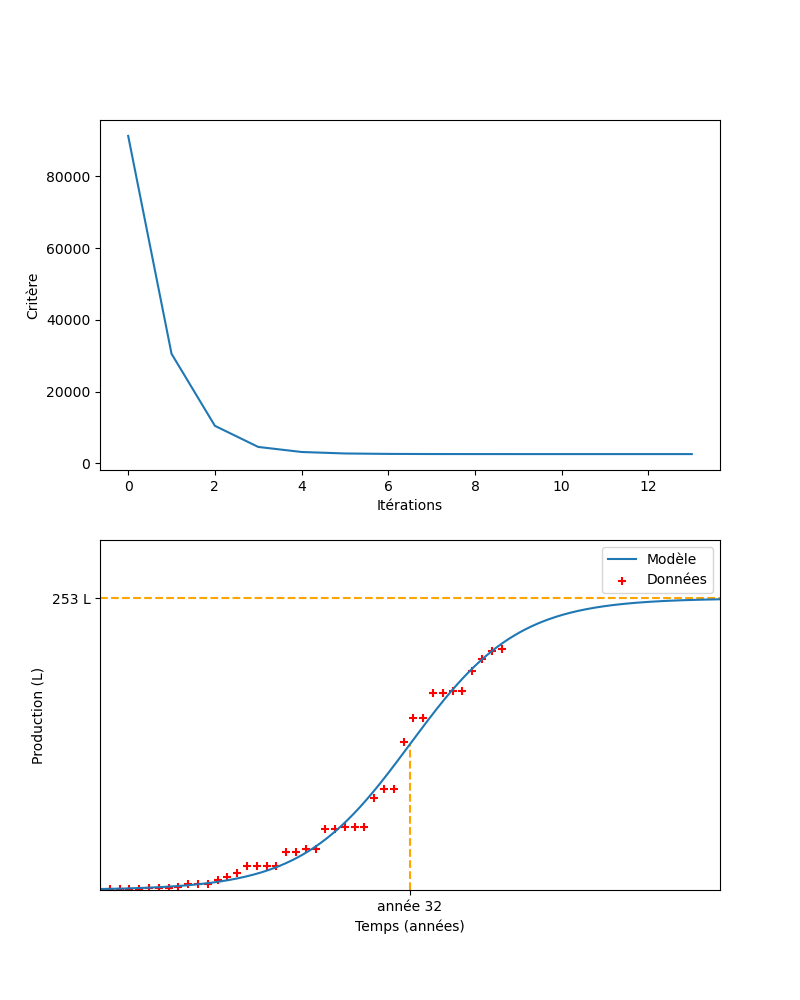 80000
60000
40000
20000
0
Critère
0 2 4 6 8 10 12
Itérations
Modèle
Données
253 L
Production (L)
année 32
Temps (années)